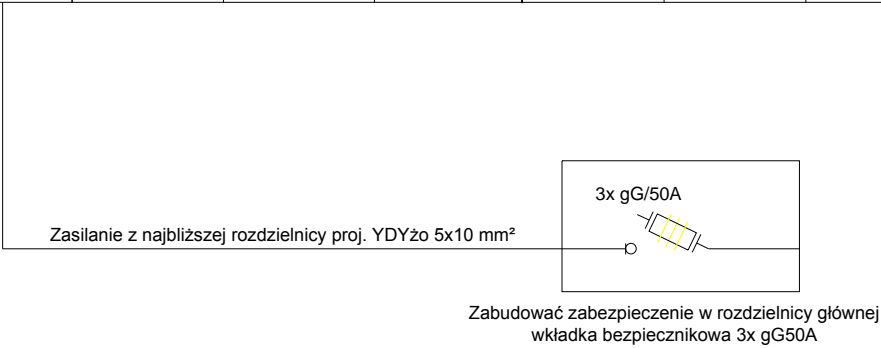 3x gG/50A
Zasilanie z najbliższej rozdzielnicy proj. YDYżo 5x10 mm²
Zabudować zabezpieczenie w rozdzielnicy głównej
wkładka bezpiecznikowa 3x gG50A